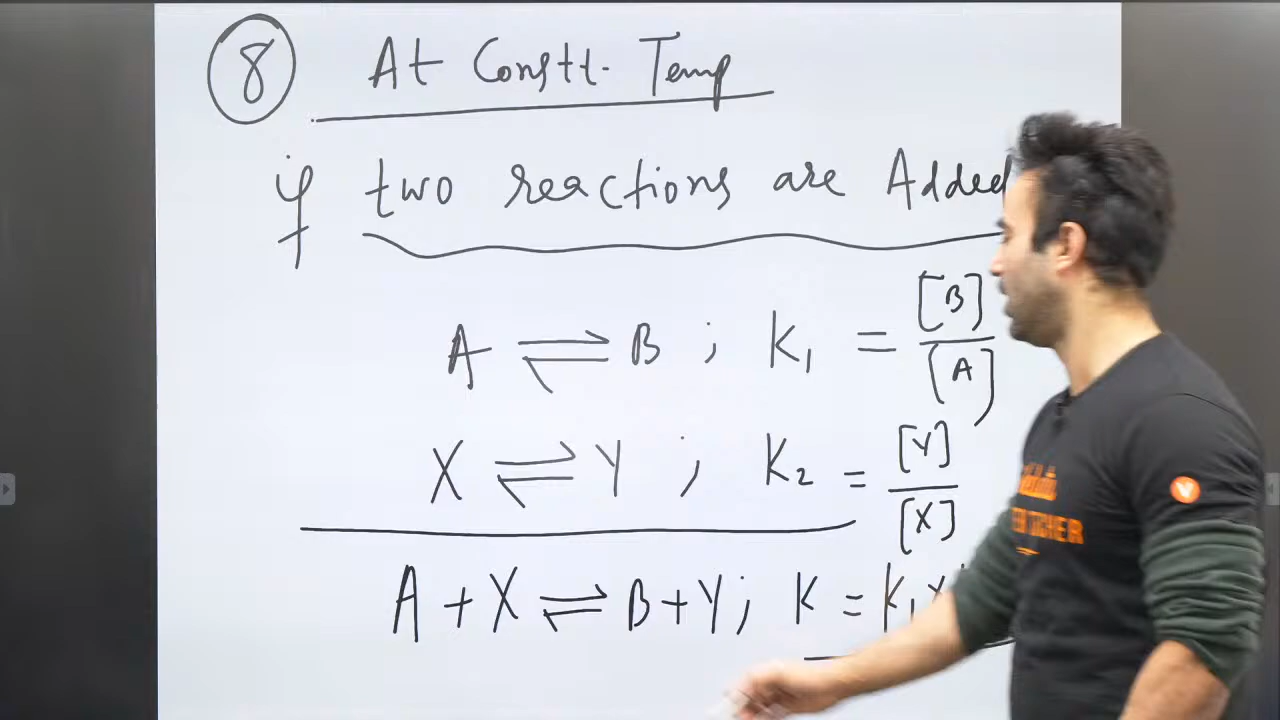 8 At Constt. Temp
if two reactions are Added
A ⇌ B ; K₁ = [B]/[A]
X ⇌ Y ; K₂ = [Y]/[X]
A + X ⇌ B + Y ; K = K₁ x
V